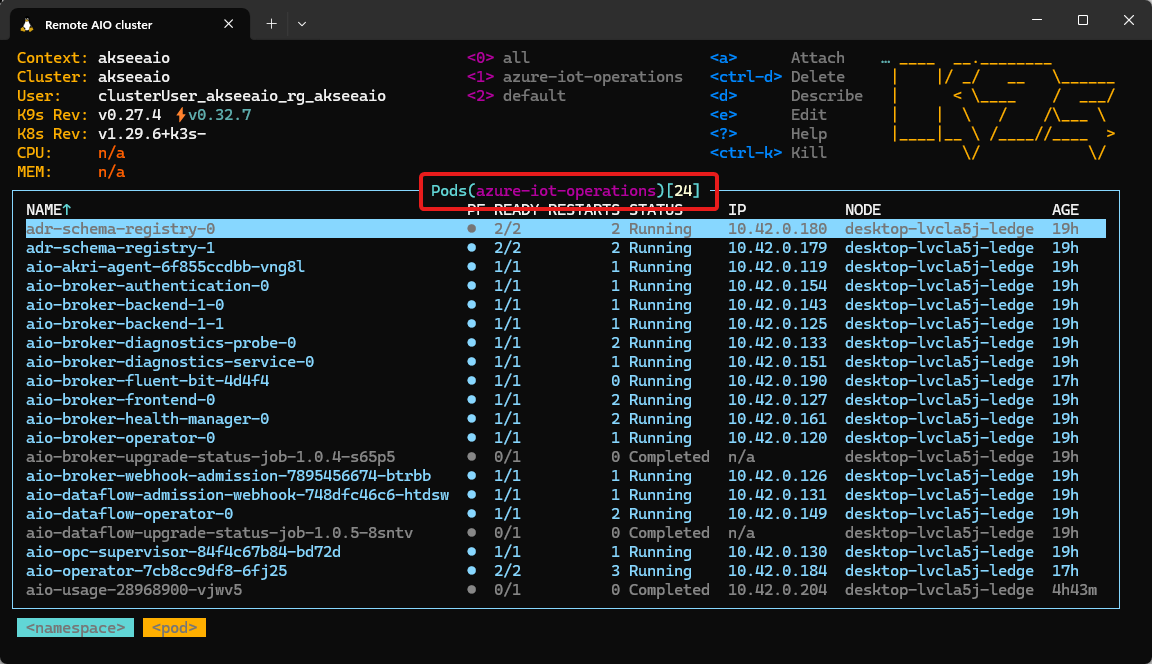 Remote AIO cluster
Context: akseeaio <0> all <a> Attach
Cluster: akseeaio <1> azure-iot-operations <ctrl-d> Delete
User: clusterUser_akseeaio_rg_akseeaio <2> default <d> Describe
K9s Rev: v0.27.4 ⚡v0.32.7 <e> Edit
K8s Rev: v1.29.6+k3s- <?> Help
CPU: n/a <ctrl-k> Kill
MEM: n/a
Pods(azure-iot-operations)[24]
NAME↑ PF READY RESTARTS STATUS IP NODE AGE
adr-schema-registry-0 ● 2/2 2 Running 10.42.0.180 desktop-lvcla5j-ledge 19h
adr-schema-registry-1 ● 2/2 2 Running 10.42.0.179 desktop-lvcla5j-ledge 19h
aio-akri-agent-6f855ccdbb-vng8l ● 1/1 1 Running 10.42.0.119 desktop-lvcla5j-ledge 19h
aio-broker-authentication-0 ● 1/1 1 Running 10.42.0.154 desktop-lvcla5j-ledge 19h
aio-broker-backend-1-0 ● 1/1 1 Running 10.42.0.143 desktop-lvcla5j-ledge 19h
aio-broker-backend-1-1 ● 1/1 1 Running 10.42.0.125 desktop-lvcla5j-ledge 19h
aio-broker-diagnostics-probe-0 ● 1/1 2 Running 10.42.0.133 desktop-lvcla5j-ledge 19h
aio-broker-diagnostics-service-0 ● 1/1 1 Running 10.42.0.151 desktop-lvcla5j-ledge 19h
aio-broker-fluent-bit-4d4f4 ● 1/1 0 Running 10.42.0.190 desktop-lvcla5j-ledge 17h
aio-broker-frontend-0 ● 1/1 2 Running 10.42.0.127 desktop-lvcla5j-ledge 19h
aio-broker-health-manager-0 ● 1/1 2 Running 10.42.0.161 desktop-lvcla5j-ledge 19h
aio-broker-operator-0 ● 1/1 1 Running 10.42.0.120 desktop-lvcla5j-ledge 19h
aio-broker-upgrade-status-job-1.0.4-s65p5 ● 0/1 0 Completed n/a desktop-lvcla5j-ledge 19h
aio-broker-webhook-admission-7895456674-btrbb ● 1/1 1 Running 10.42.0.126 desktop-lvcla5j-ledge 19h
aio-dataflow-admission-webhook-748dfc46c6-htdsw ● 1/1 1 Running 10.42.0.131 desktop-lvcla5j-ledge 19h
aio-dataflow-operator-0 ● 1/1 2 Running 10.42.0.149 desktop-lvcla5j-ledge 19h
aio-dataflow-upgrade-status-job-1.0.5-8sntv ● 0/1 0 Completed n/a desktop-lvcla5j-ledge 19h
aio-opc-supervisor-84f4c67b84-bd72d ● 1/1 1 Running 10.42.0.130 desktop-lvcla5j-ledge 19h
aio-operator-7cb8cc9df8-6fj25 ● 2/2 3 Running 10.42.0.184 desktop-lvcla5j-ledge 17h
aio-usage-28968900-vjwv5 ● 0/1 0 Completed 10.42.0.204 desktop-lvcla5j-ledge 4h43m
<namespace> <pod>